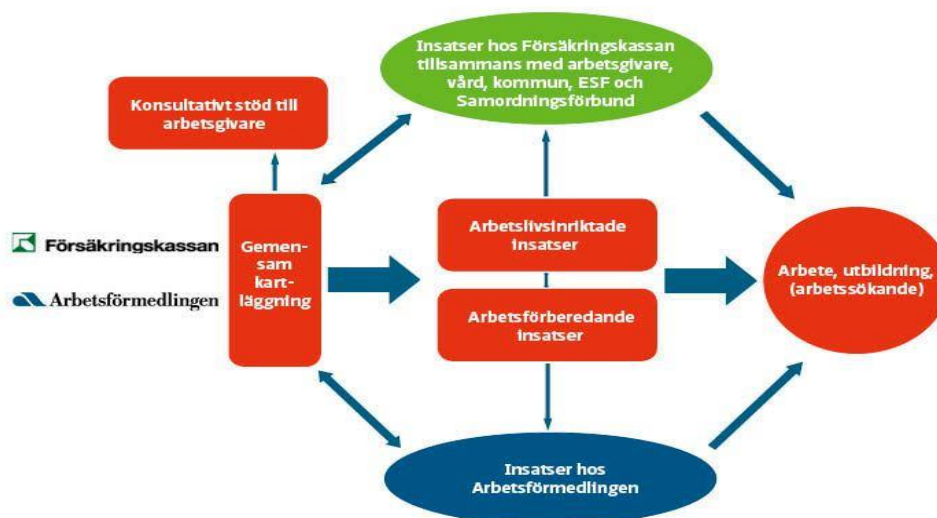 Insatser hos Försäkringskassan
tillsammans med arbetsgivare,
vård, kommun, ESF och
Samordningsförbund
Konsultativt stöd till
arbetsgivare
Försäkringskassan
Arbetsförmedlingen
Gemen-
sam
kart-
läggning
Arbetslivsinriktade
insatser
Arbetsförberedande
insatser
Arbete, utbildning,
(arbetssökande)
Insatser hos
Arbetsförmedlingen